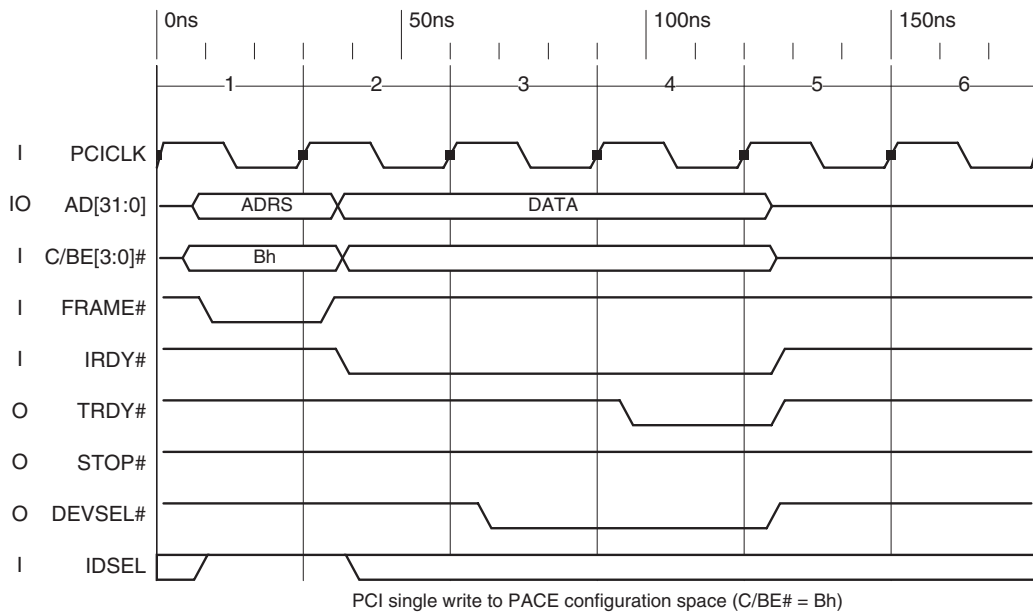 0ns 50ns 100ns 150ns
1 2 3 4 5 6
I PCICLK
IO AD[31:0] ADRS DATA
I C/BE[3:0]# Bh
I FRAME#
I IRDY#
O TRDY#
O STOP#
O DEVSEL#
I IDSEL
PCI single write to PACE configuration space (C/BE# = Bh)